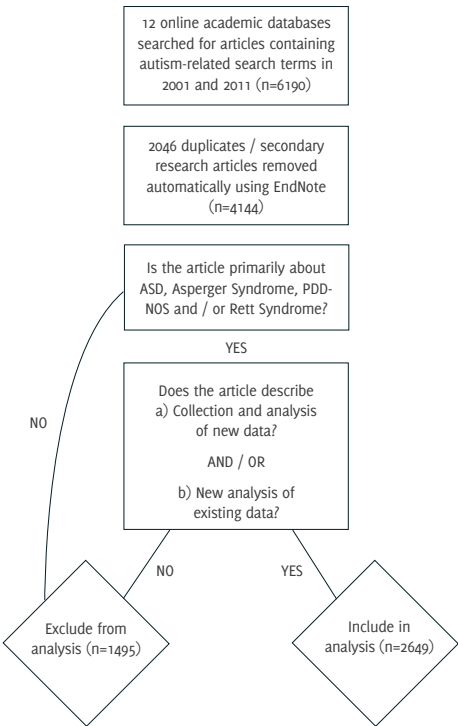 12 online academic databases
searched for articles containing
autism-related search terms in
2001 and 2011 (n=6190)
2046 duplicates / secondary
research articles removed
automatically using EndNote
(n=4144)
Is the article primarily about
ASD, Asperger Syndrome, PDD-
NOS and / or Rett Syndrome?
YES
Does the article describe
a) Collection and analysis
of new data?
AND / OR
b) New analysis of
existing data?
NO
NO
YES
Exclude from
analysis (n=1495)
Include in
analysis (n=2649)